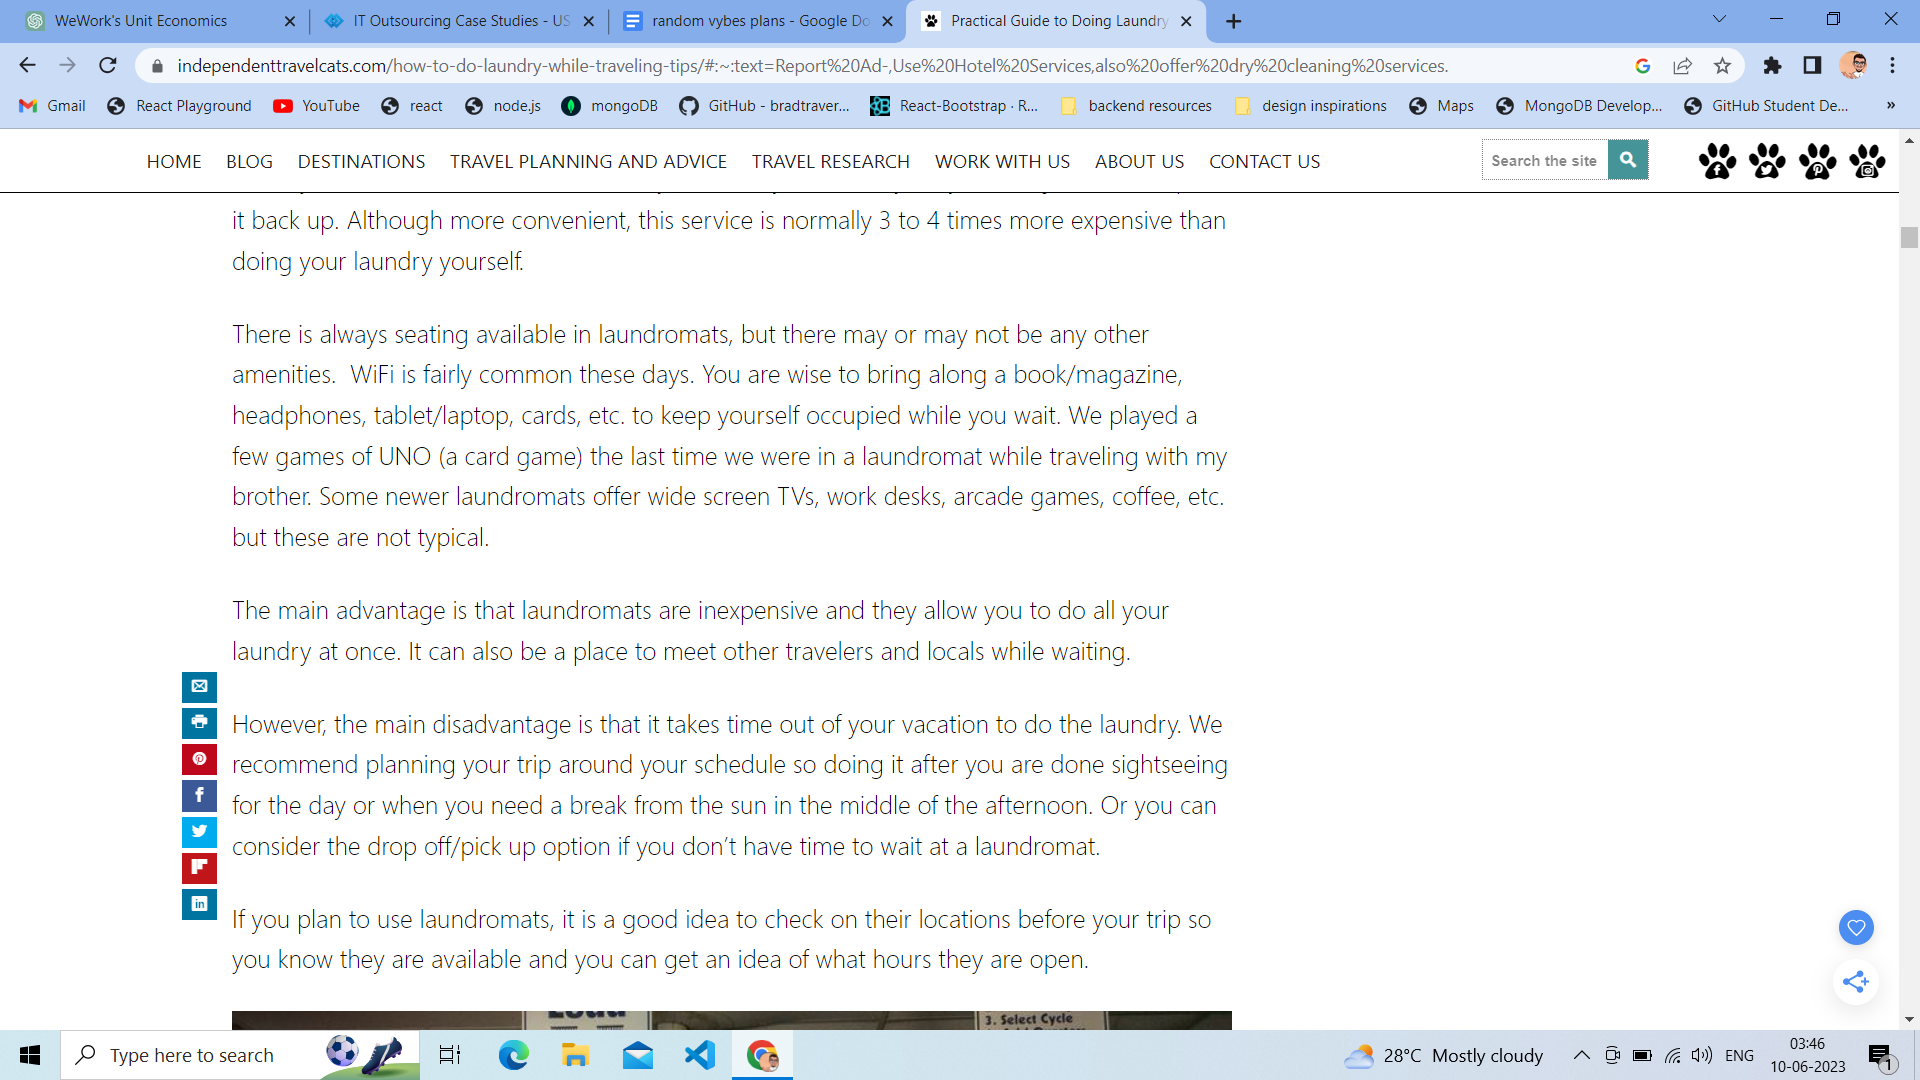 WeWork's Unit Economics
IT Outsourcing Case Studies - US
random vybes plans - Google Do
Practical Guide to Doing Laundry
independenttravelcats.com/how-to-do-laundry-while-traveling-tips/#:~:text=Report%20Ad-,Use%20Hotel%20Services,also%20offer%20dry%20cleaning%20services.
Gmail
React Playground
YouTube
react
node.js
mongoDB
GitHub - bradtraver...
React-Bootstrap · R...
backend resources
design inspirations
Maps
MongoDB Develop...
GitHub Student De...
»
HOME
BLOG
DESTINATIONS
TRAVEL PLANNING AND ADVICE
TRAVEL RESEARCH
WORK WITH US
ABOUT US
CONTACT US
Search the site
it back up. Although more convenient, this service is normally 3 to 4 times more expensive than
doing your laundry yourself.
There is always seating available in laundromats, but there may or may not be any other
amenities.  WiFi is fairly common these days. You are wise to bring along a book/magazine,
headphones, tablet/laptop, cards, etc. to keep yourself occupied while you wait. We played a
few games of UNO (a card game) the last time we were in a laundromat while traveling with my
brother. Some newer laundromats offer wide screen TVs, work desks, arcade games, coffee, etc.
but these are not typical.
The main advantage is that laundromats are inexpensive and they allow you to do all your
laundry at once. It can also be a place to meet other travelers and locals while waiting.
However, the main disadvantage is that it takes time out of your vacation to do the laundry. We
recommend planning your trip around your schedule so doing it after you are done sightseeing
for the day or when you need a break from the sun in the middle of the afternoon. Or you can
consider the drop off/pick up option if you don’t have time to wait at a laundromat.
If you plan to use laundromats, it is a good idea to check on their locations before your trip so
you know they are available and you can get an idea of what hours they are open.
3. Select Cycle
Type here to search
28°C Mostly cloudy
ENG
03:46
10-06-2023
1